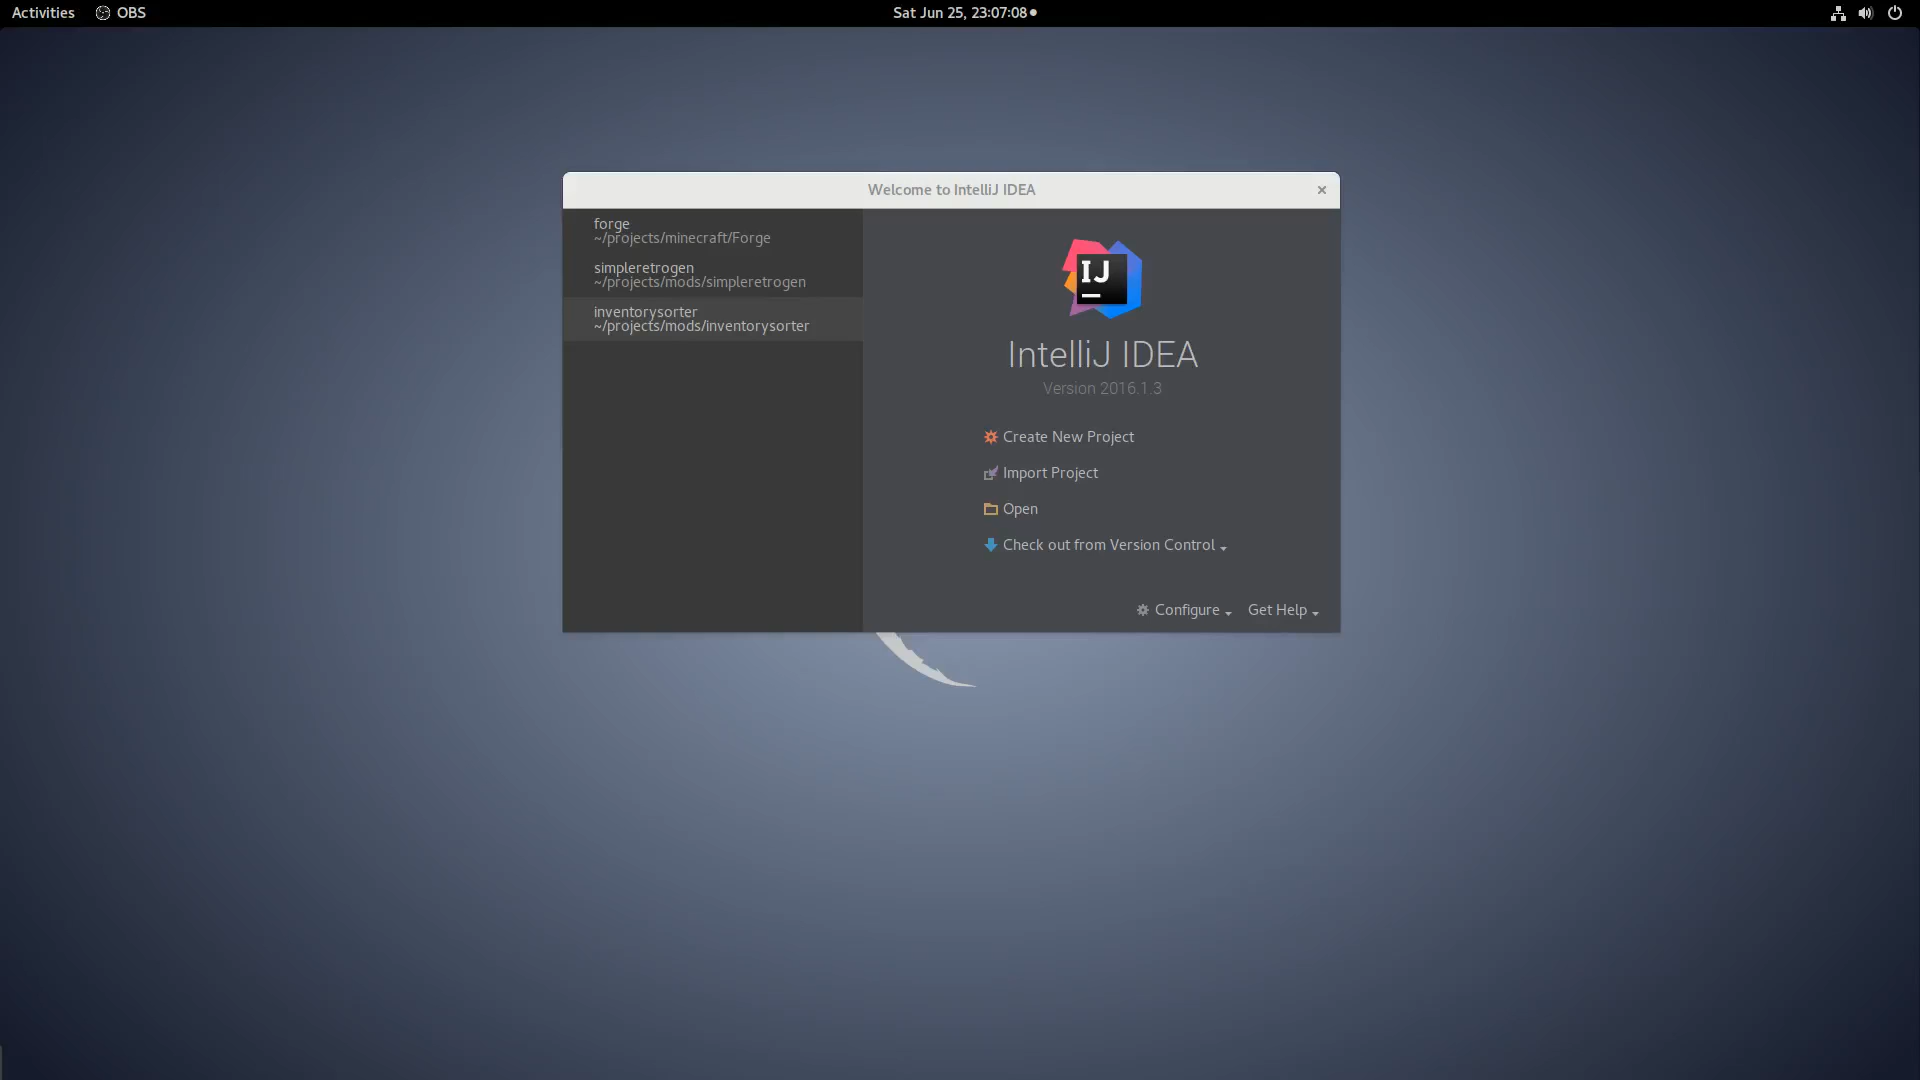 Activities OBS Sat Jun 25, 23:07:08
Welcome to IntelliJ IDEA
forge
~/projects/minecraft/Forge
simpleretrogen
~/projects/mods/simpleretrogen
inventorysorter
~/projects/mods/inventorysorter
IJ
IntelliJ IDEA
Version 2016.1.3
Create New Project
Import Project
Open
Check out from Version Control
Configure Get Help